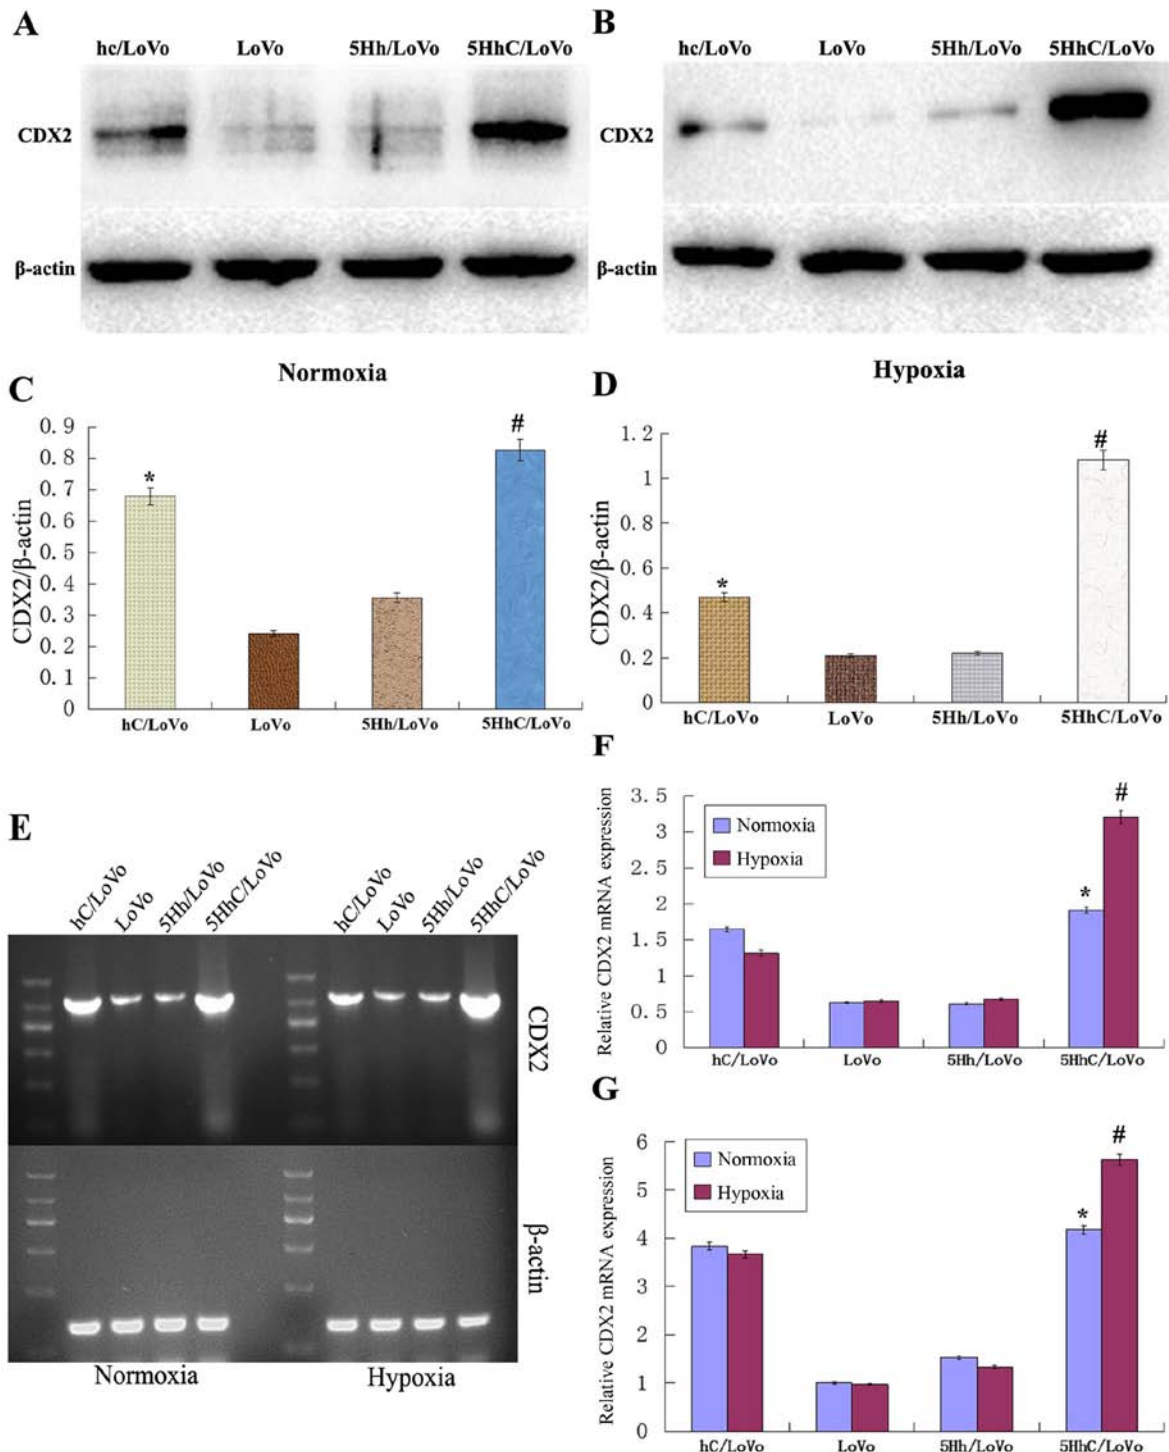 A
hc/LoVo LoVo 5Hh/LoVo 5HhC/LoVo
CDX2
β-actin
Normoxia
B
hc/LoVo LoVo 5Hh/LoVo 5HhC/LoVo
CDX2
β-actin
Hypoxia
C
CDX2/β-actin
0.9
0.8
0.7
0.6
0.5
0.4
0.3
0.2
0.1
0
*
#
hC/LoVo LoVo 5Hh/LoVo 5HhC/LoVo
D
CDX2/β-actin
1.2
1
0.8
0.6
0.4
0.2
0
*
#
hC/LoVo LoVo 5Hh/LoVo 5HhC/LoVo
E
hC/LoVo LoVo 5Hh/LoVo 5HhC/LoVo
hC/LoVo LoVo 5Hh/LoVo 5HhC/LoVo
CDX2
β-actin
Normoxia Hypoxia
F
Relative CDX2 mRNA expression
3.5
3
2.5
2
1.5
1
0.5
0
Normoxia
Hypoxia
*
#
hC/LoVo LoVo 5Hh/LoVo 5HhC/LoVo
G
Relative CDX2 mRNA expression
6
5
4
3
2
1
0
Normoxia
Hypoxia
*
#
hC/LoVo LoVo 5Hh/LoVo 5HhC/LoVo